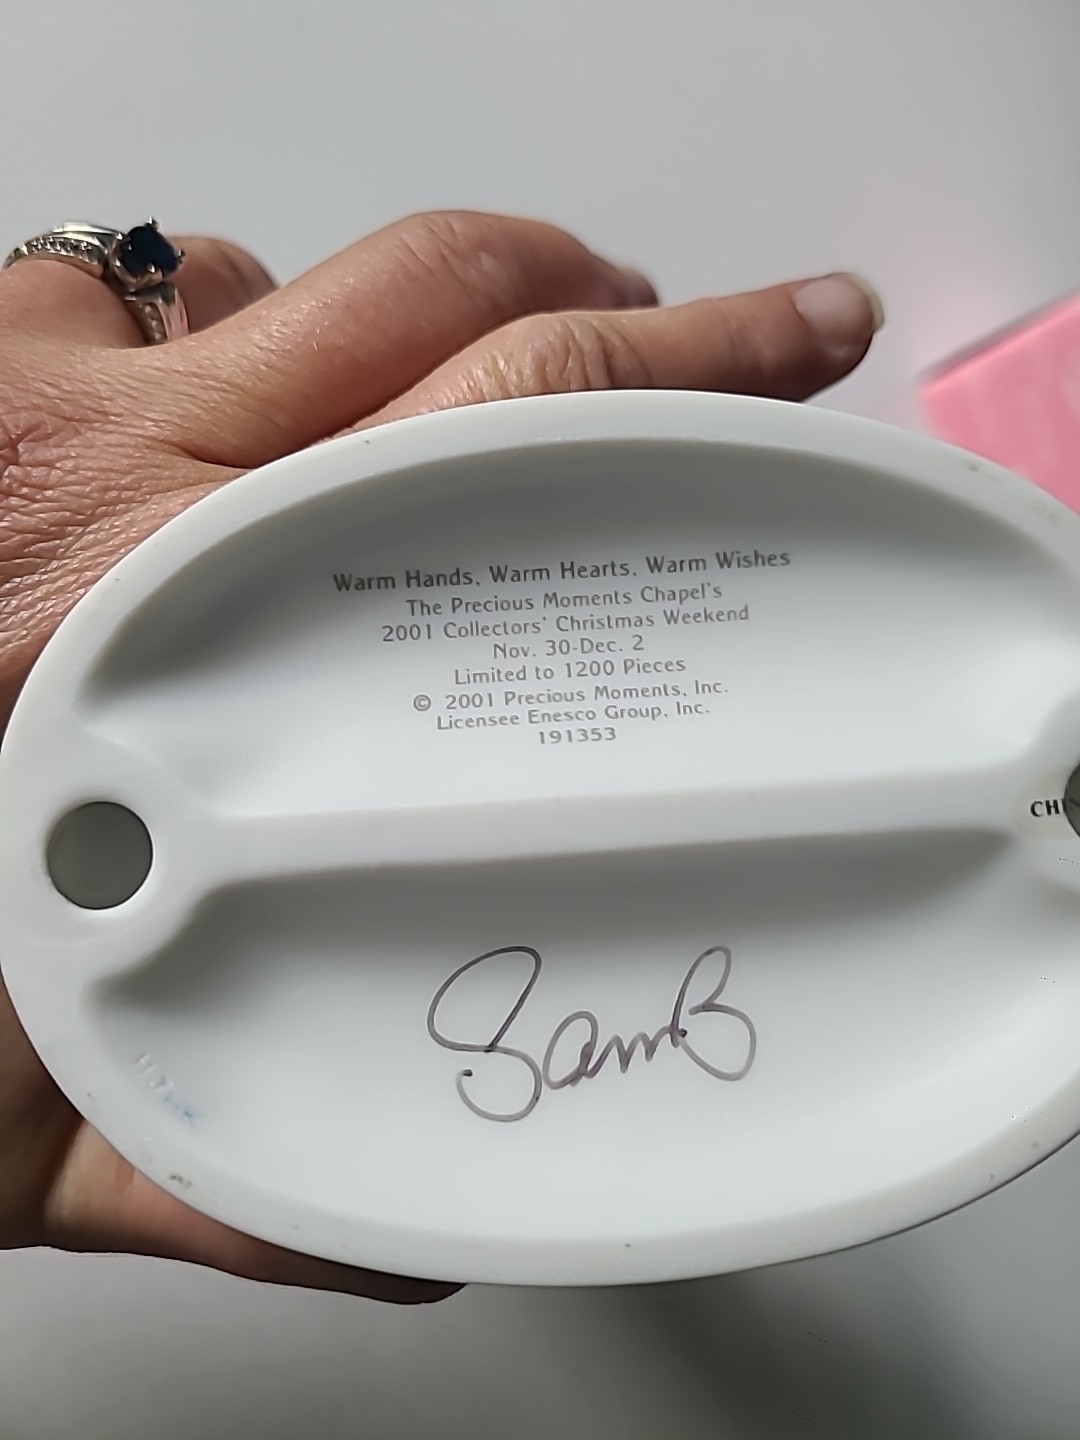 Warm Hands, Warm Hearts, Warm Wishes
The Precious Moments Chapel's
2001 Collectors' Christmas Weekend
Nov. 30-Dec. 2
Limited to 1200 Pieces
© 2001 Precious Moments, Inc.
Licensee Enesco Group, Inc.
191353
SamB